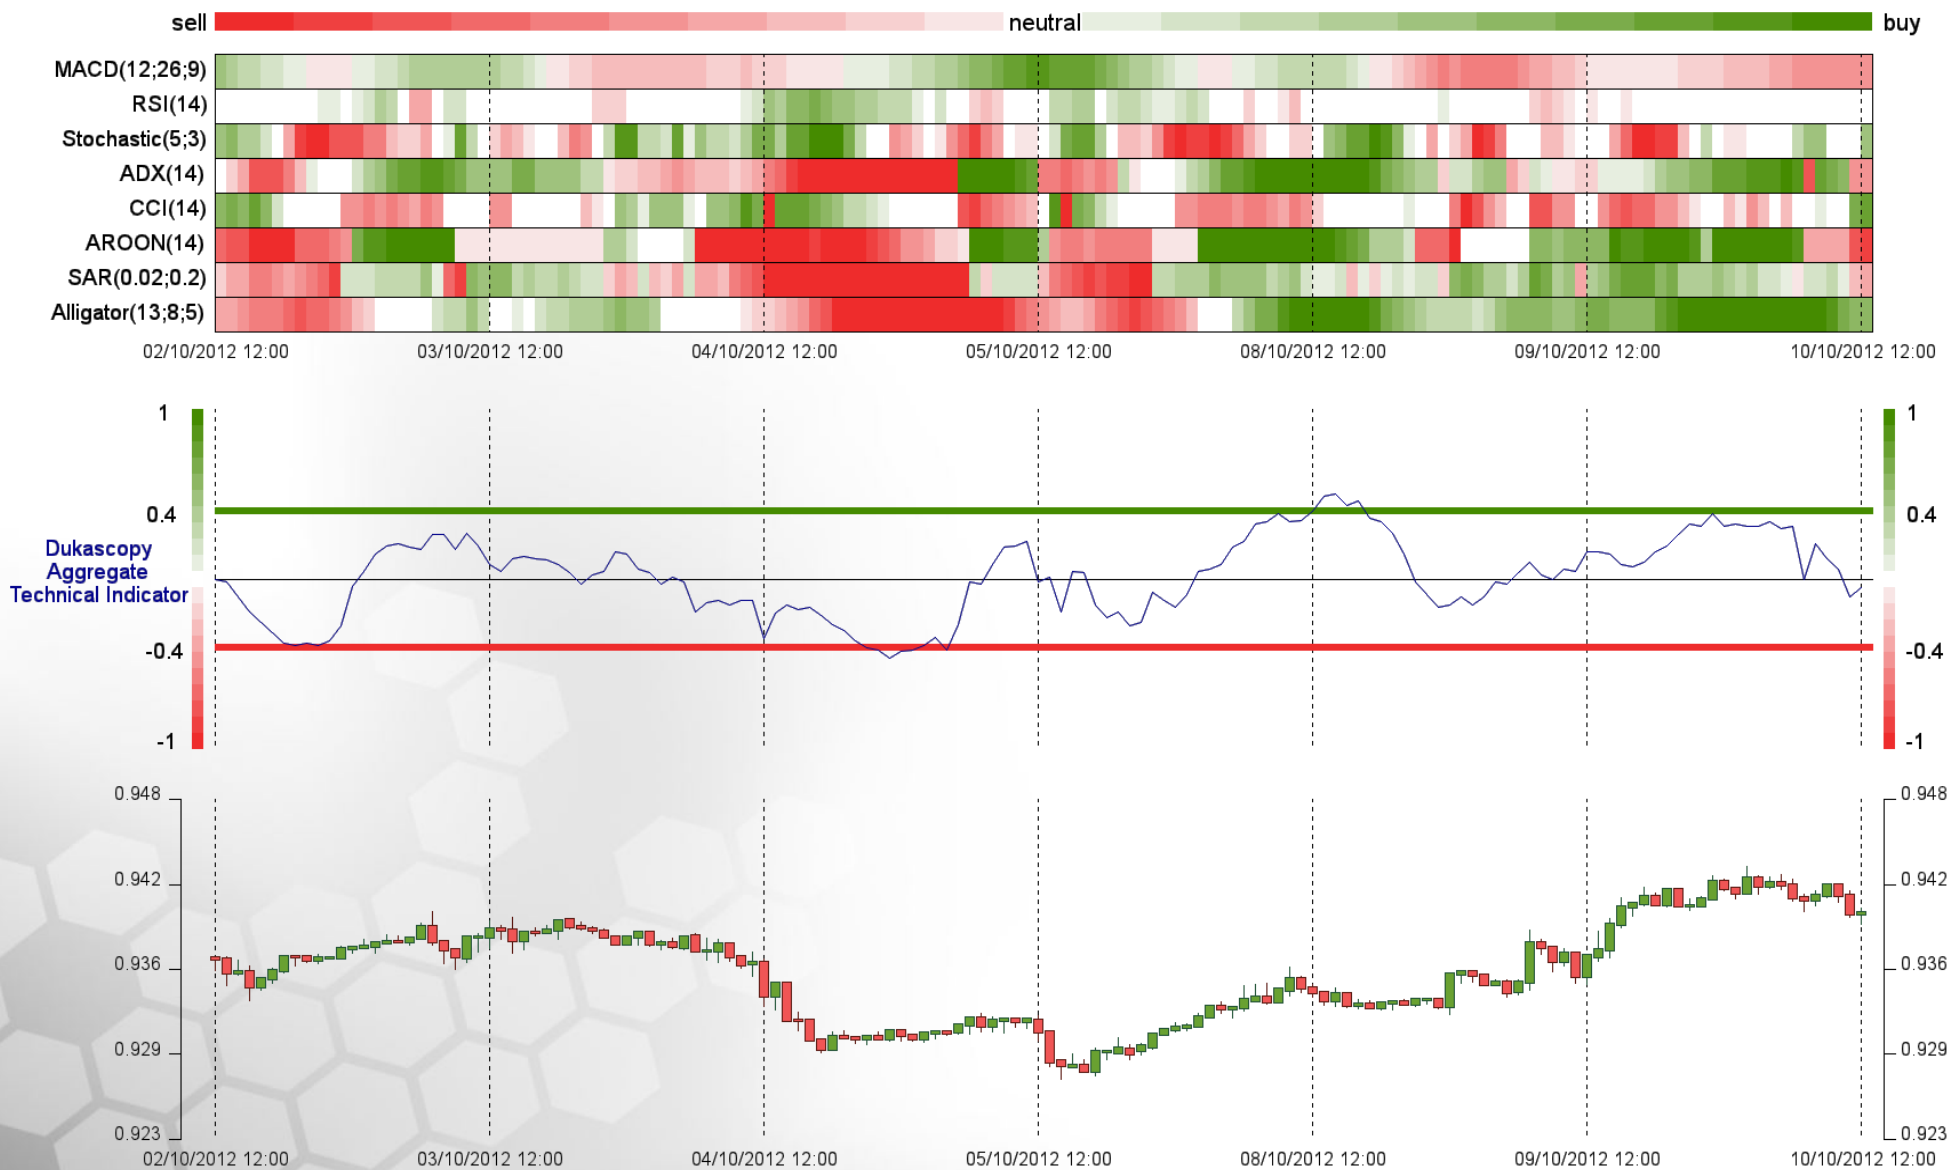 sell neutral buy
MACD(12;26;9)
RSI(14)
Stochastic(5;3)
ADX(14)
CCI(14)
AROON(14)
SAR(0.02;0.2)
Alligator(13;8;5)
02/10/2012 12:00 03/10/2012 12:00 04/10/2012 12:00 05/10/2012 12:00 08/10/2012 12:00 09/10/2012 12:00 10/10/2012 12:00
1 1
0.4 0.4
Dukascopy
Aggregate
Technical Indicator
-0.4 -0.4
-1 -1
0.948 0.948
0.942 0.942
0.936 0.936
0.929 0.929
0.923 0.923
02/10/2012 12:00 03/10/2012 12:00 04/10/2012 12:00 05/10/2012 12:00 08/10/2012 12:00 09/10/2012 12:00 10/10/2012 12:00